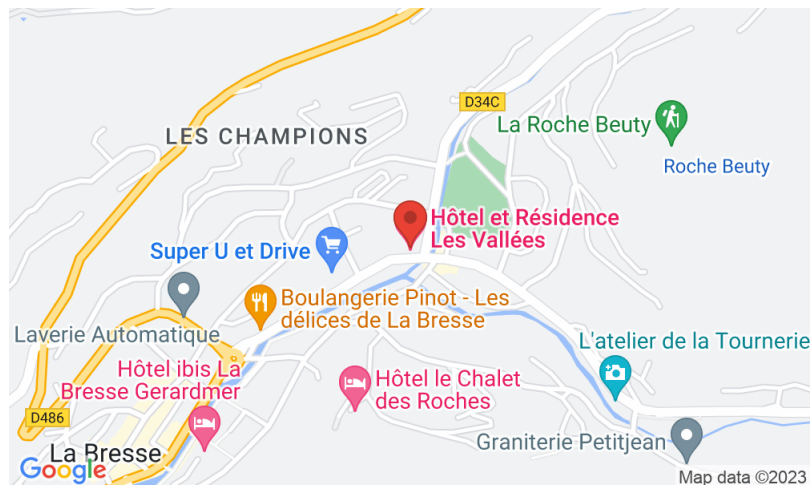 D34C
La Roche Beuty
LES CHAMPIONS
Roche Beuty
Hôtel et Résidence
Les Vallées
Super U et Drive
Boulangerie Pinot - Les
délices de La Bresse
Laverie Automatique
L'atelier de la Tournerie
Hôtel ibis La
Bresse Gerardmer
Hôtel le Chalet
des Roches
D486
Graniterie Petitjean
La Bresse
Google
Map data ©2023